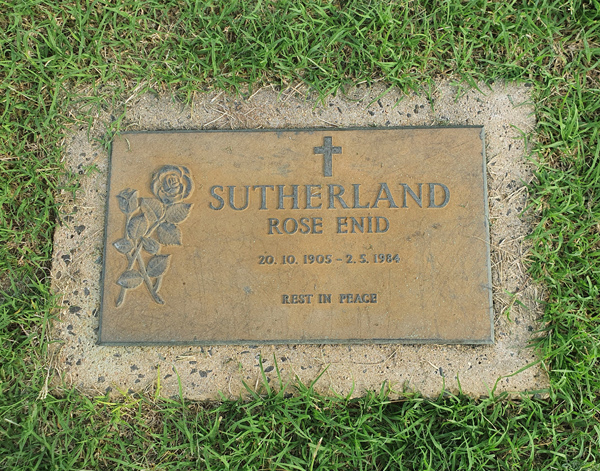 SUTHERLAND
ROSE ENID
20. 10. 1905 – 2. 5. 1984
REST IN PEACE